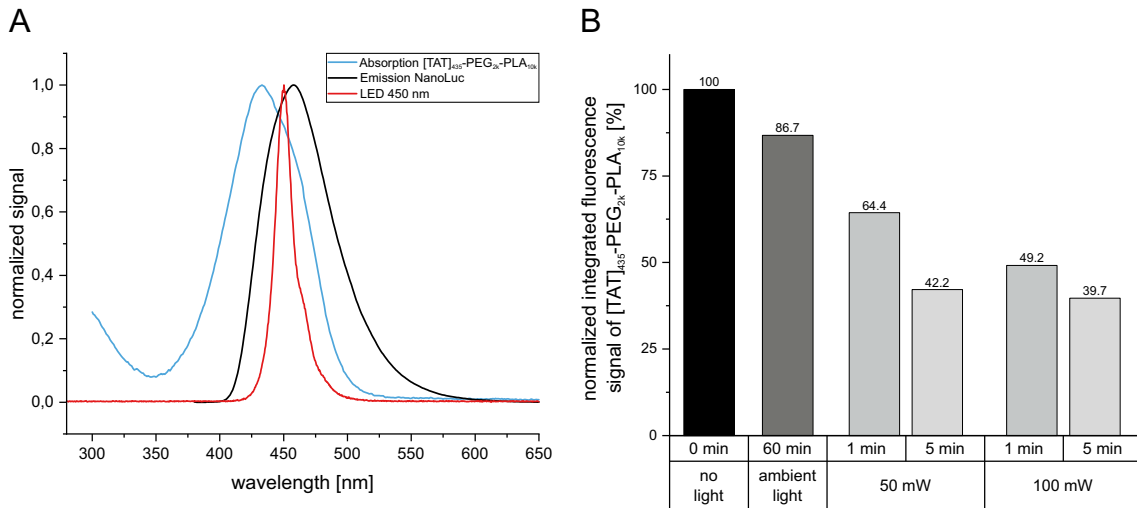 A
Absorption [TAT]₄₃₅-PEG₂ₖ-PLA₁₀ₖ
Emission NanoLuc
LED 450 nm
normalized signal
1,0
0,8
0,6
0,4
0,2
0,0
300
350
400
450
500
550
600
650
wavelength [nm]
B
normalized integrated fluorescence
signal of [TAT]₄₃₅-PEG₂ₖ-PLA₁₀ₖ [%]
100
75
50
25
0
100
86.7
64.4
42.2
49.2
39.7
0 min
60 min
1 min
5 min
1 min
5 min
no
light
ambient
light
50 mW
100 mW